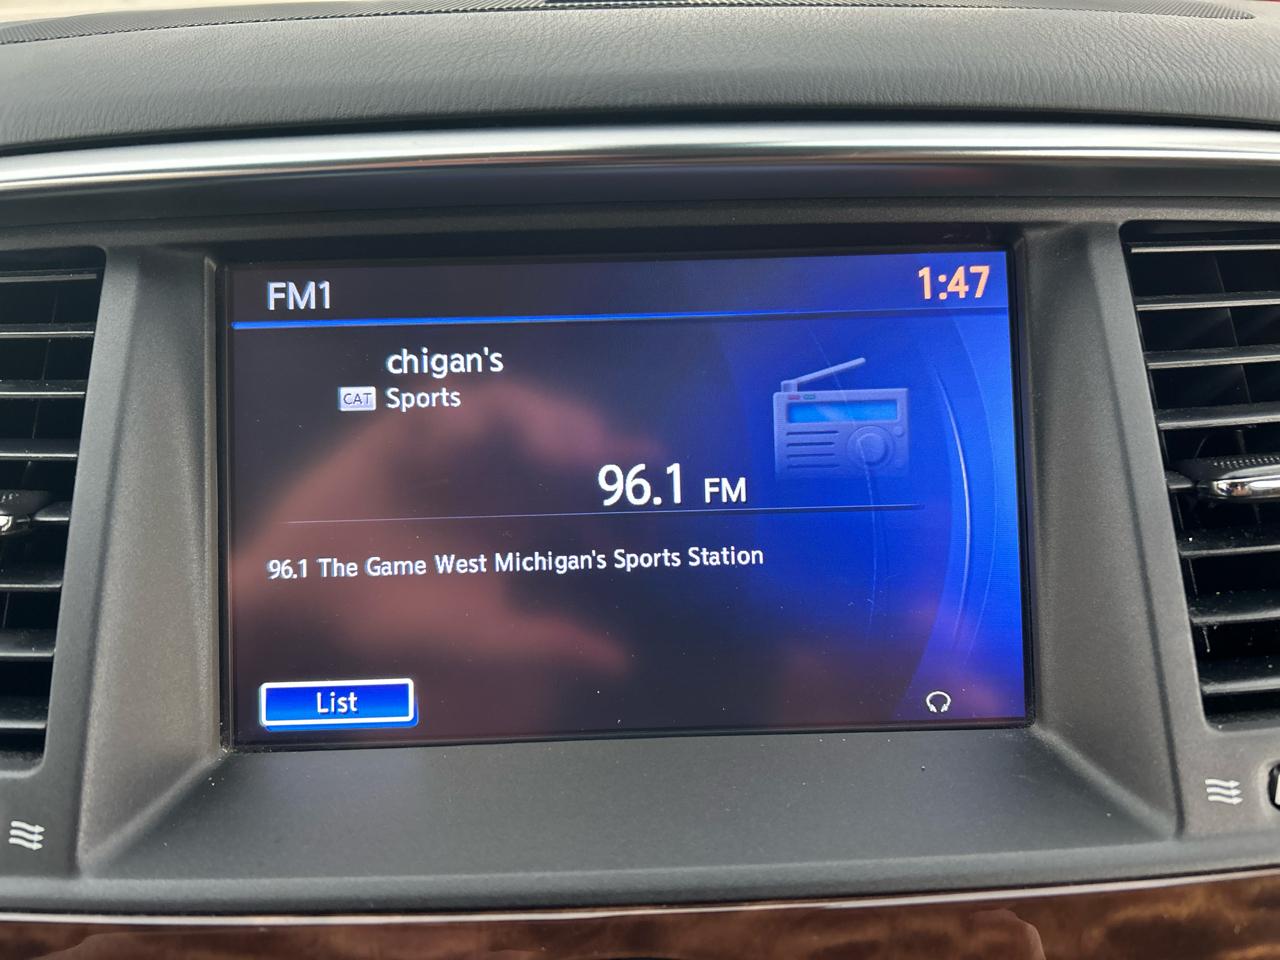 FM1
1:47
chigan's
CAT Sports
96.1 FM
96.1 The Game West Michigan's Sports Station
List